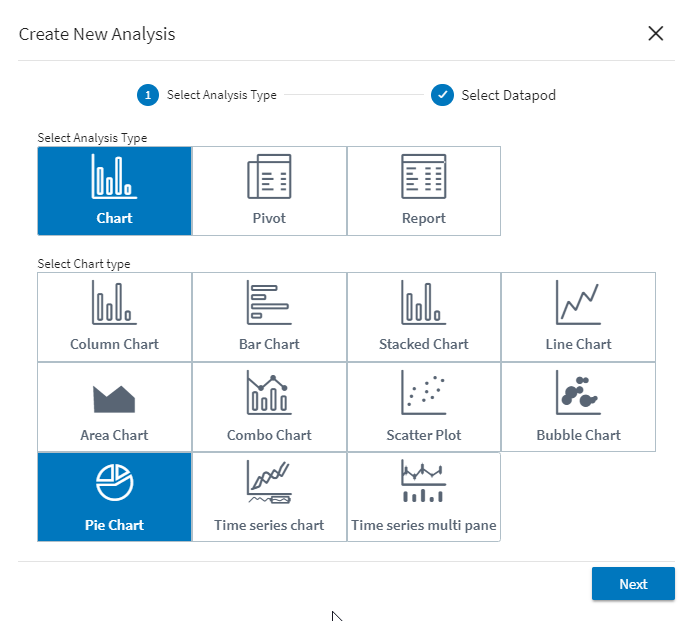 Create New Analysis
1 Select Analysis Type Select Datapod
Select Analysis Type
Chart Pivot Report
Select Chart type
Column Chart Bar Chart Stacked Chart Line Chart
Area Chart Combo Chart Scatter Plot Bubble Chart
Pie Chart Time series chart Time series multi pane
Next